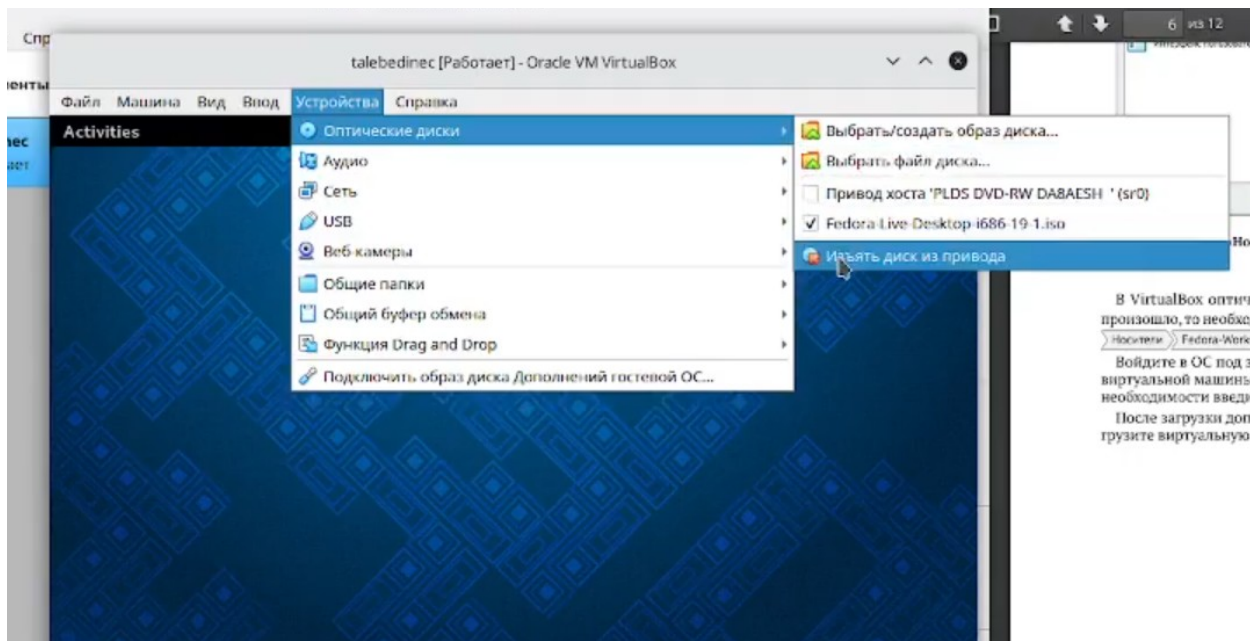 Спр
talebedinec [Работает] - Oracle VM VirtualBox
6 из 12
Файл Машина Вид Ввод Устройства Справка
Activities
Оптические диски
Аудио
Сеть
USB
Веб-камеры
Общие папки
Общий буфер обмена
Функция Drag and Drop
Подключить образ диска Дополнений гостевой ОС...
Выбрать/создать образ диска...
Выбрать файл диска...
Привод хоста 'PLDS DVD-RW DA8AESH ' (sr0)
Fedora-Live-Desktop-i686-19-1.iso
Изъять диск из привода
В VirtualBox оптич
произошло, то необхо
Носители Fedora-Work
Войдите в ОС под з
виртуальной машины
необходимости введи
После загрузки доп
грузите виртуальную